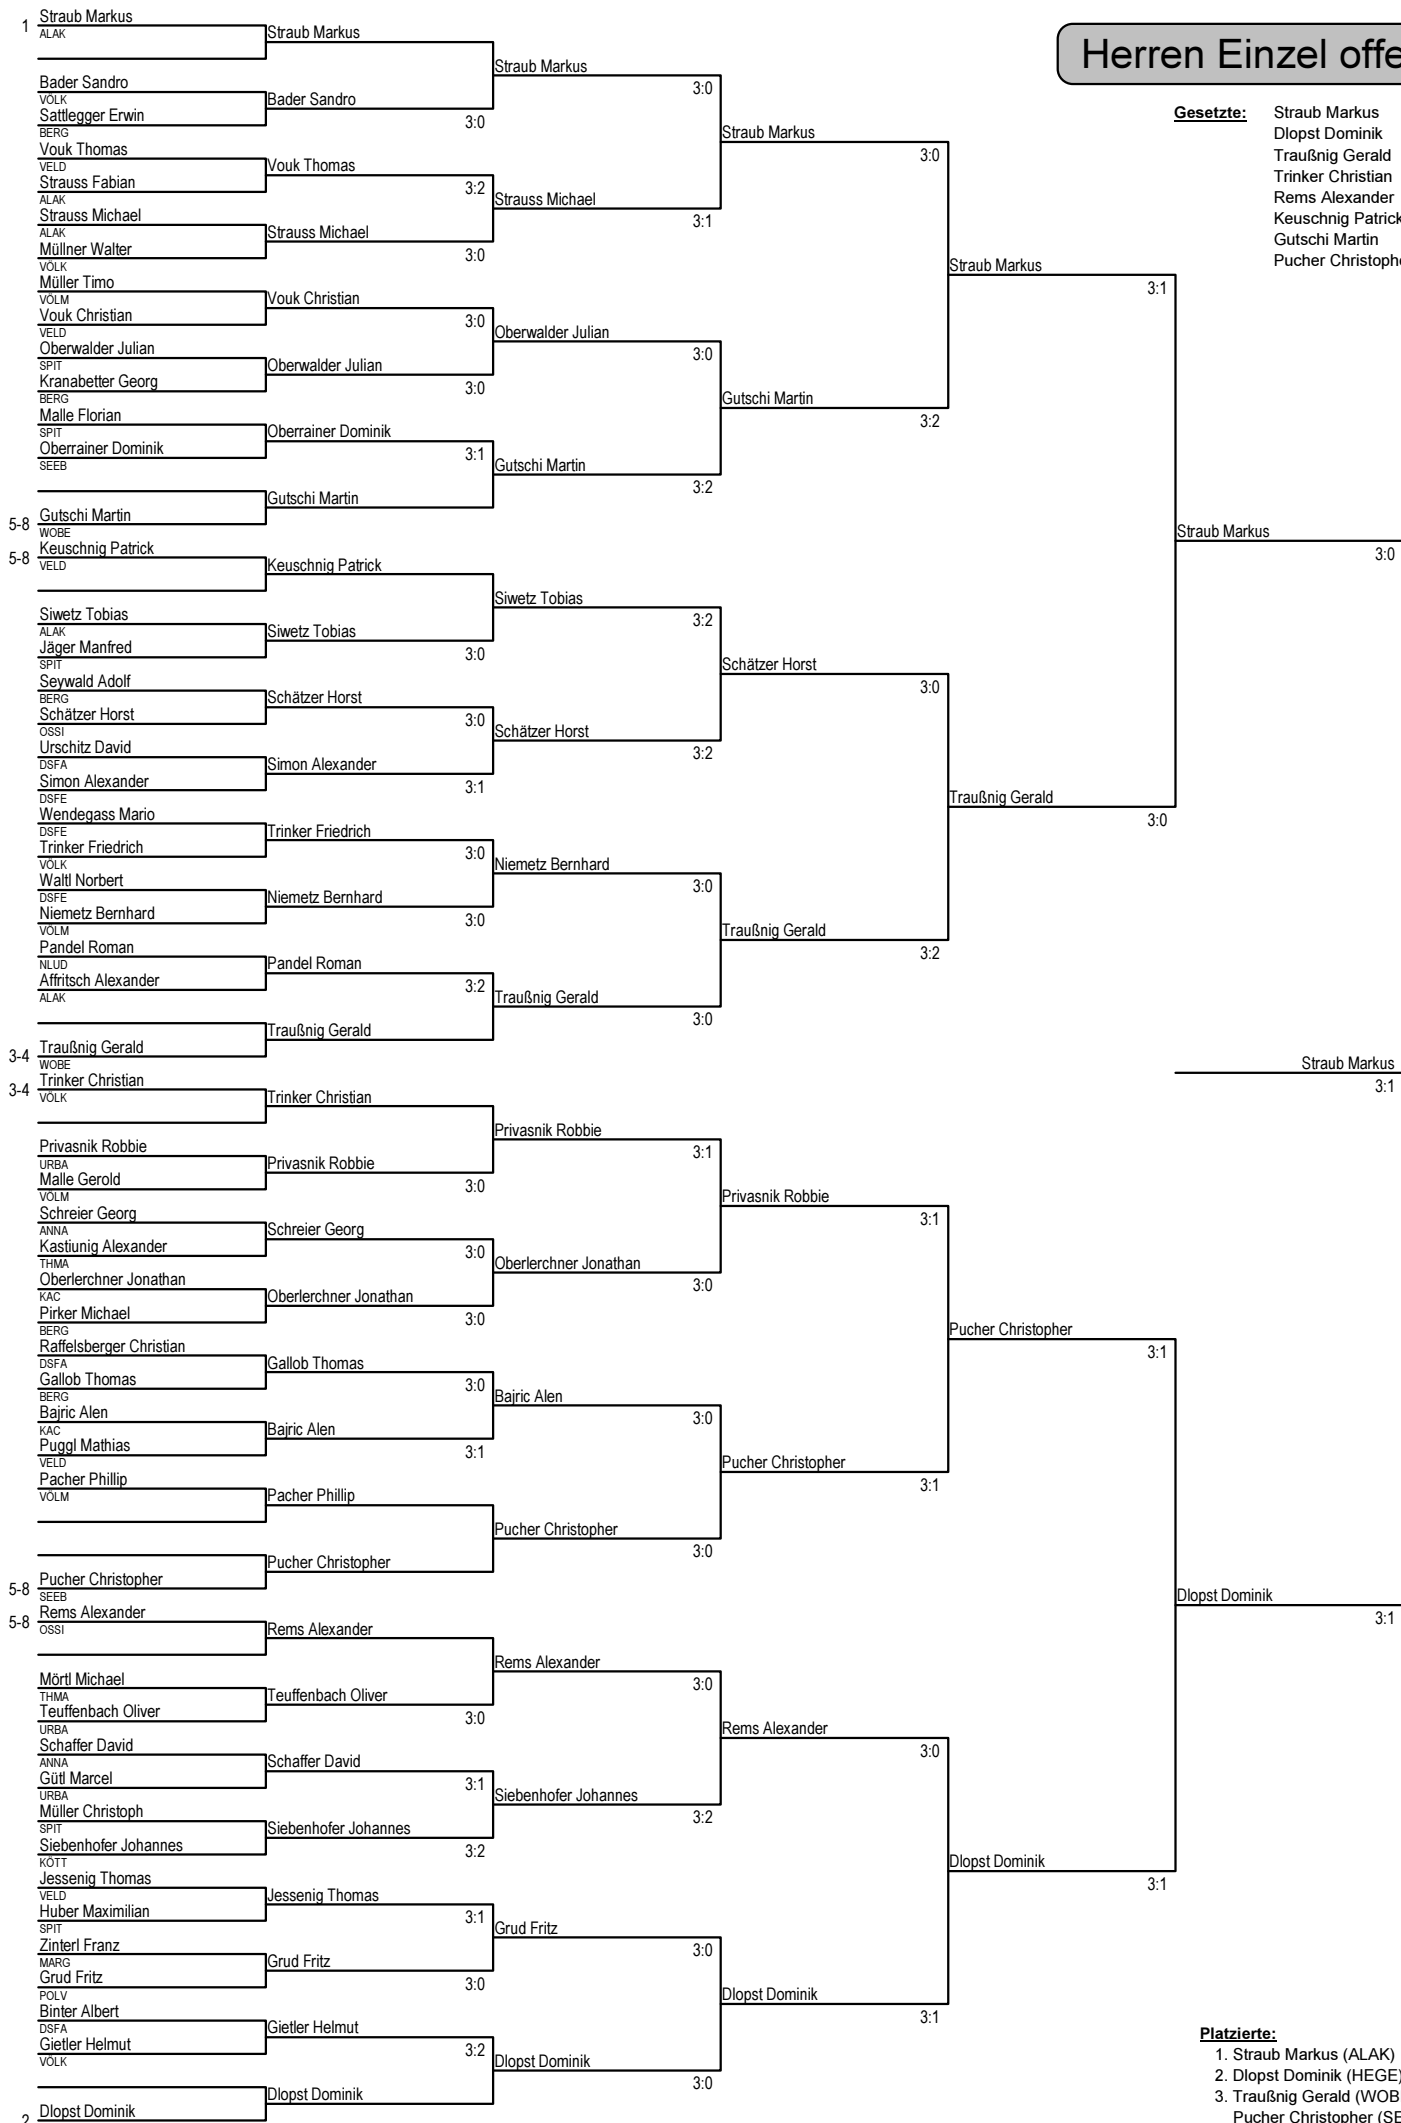 Herren Einzel offe
Gesetzte:
Straub Markus
Dlopst Dominik
Traußnig Gerald
Trinker Christian
Rems Alexander
Keuschnig Patrick
Gutschi Martin
Pucher Christophe
1 Straub Markus
ALAK
Bader Sandro
VÖLK
Sattlegger Erwin
BERG
Vouk Thomas
VELD
Strauss Fabian
ALAK
Strauss Michael
ALAK
Müllner Walter
VÖLK
Müller Timo
VÖLM
Vouk Christian
VELD
Oberwalder Julian
SPIT
Kranabetter Georg
BERG
Malle Florian
SPIT
Oberrainer Dominik
SEEB
5-8 Gutschi Martin
WOBE
5-8 Keuschnig Patrick
VELD
Siwetz Tobias
ALAK
Jäger Manfred
SPIT
Seywald Adolf
BERG
Schätzer Horst
OSSI
Urschitz David
DSFA
Simon Alexander
DSFE
Wendegass Mario
DSFE
Trinker Friedrich
VÖLK
Waltl Norbert
DSFE
Niemetz Bernhard
VÖLM
Pandel Roman
NLUD
Affritsch Alexander
ALAK
3-4 Traußnig Gerald
WOBE
3-4 Trinker Christian
VÖLK
Privasnik Robbie
URBA
Malle Gerold
VÖLM
Schreier Georg
ANNA
Kastiunig Alexander
THMA
Oberlerchner Jonathan
KAC
Pirker Michael
BERG
Raffelsberger Christian
DSFA
Gallob Thomas
BERG
Bajric Alen
KAC
Puggl Mathias
VELD
Pacher Phillip
VÖLM
5-8 Pucher Christopher
SEEB
5-8 Rems Alexander
OSSI
Mörtl Michael
THMA
Teuffenbach Oliver
URBA
Schaffer David
ANNA
Gütl Marcel
URBA
Müller Christoph
SPIT
Siebenhofer Johannes
KÖTT
Jessenig Thomas
VELD
Huber Maximilian
SPIT
Zinterl Franz
MARG
Grud Fritz
POLV
Binter Albert
DSFA
Gietler Helmut
VÖLK
2 Dlopst Dominik
Straub Markus
Bader Sandro
3:0
Vouk Thomas
3:2
Strauss Michael
3:0
Vouk Christian
3:0
Oberwalder Julian
3:0
Oberrainer Dominik
3:1
Gutschi Martin
Keuschnig Patrick
Siwetz Tobias
3:0
Schätzer Horst
3:0
Simon Alexander
3:1
Trinker Friedrich
3:0
Niemetz Bernhard
3:0
Pandel Roman
3:2
Traußnig Gerald
Trinker Christian
Privasnik Robbie
3:0
Schreier Georg
3:0
Oberlerchner Jonathan
3:0
Gallob Thomas
3:0
Bajric Alen
3:1
Pacher Phillip
Pucher Christopher
Rems Alexander
Teuffenbach Oliver
3:0
Schaffer David
3:1
Siebenhofer Johannes
3:2
Jessenig Thomas
3:1
Grud Fritz
3:0
Gietler Helmut
3:2
Dlopst Dominik
Straub Markus
3:0
Strauss Michael
3:1
Oberwalder Julian
3:0
Gutschi Martin
3:2
Siwetz Tobias
3:2
Schätzer Horst
3:2
Niemetz Bernhard
3:0
Traußnig Gerald
3:0
Privasnik Robbie
3:1
Oberlerchner Jonathan
3:0
Bajric Alen
3:0
Pucher Christopher
3:0
Rems Alexander
3:0
Siebenhofer Johannes
3:2
Grud Fritz
3:0
Dlopst Dominik
3:0
Straub Markus
3:0
Gutschi Martin
3:2
Schätzer Horst
3:0
Traußnig Gerald
3:2
Privasnik Robbie
3:1
Pucher Christopher
3:1
Rems Alexander
3:0
Dlopst Dominik
3:1
Straub Markus
3:1
Traußnig Gerald
3:0
Pucher Christopher
3:1
Dlopst Dominik
3:1
Straub Markus
3:0
Dlopst Dominik
3:1
Straub Markus
3:1
Platzierte:
1. Straub Markus (ALAK)
2. Dlopst Dominik (HEGE)
3. Traußnig Gerald (WOB
Pucher Christopher (SE